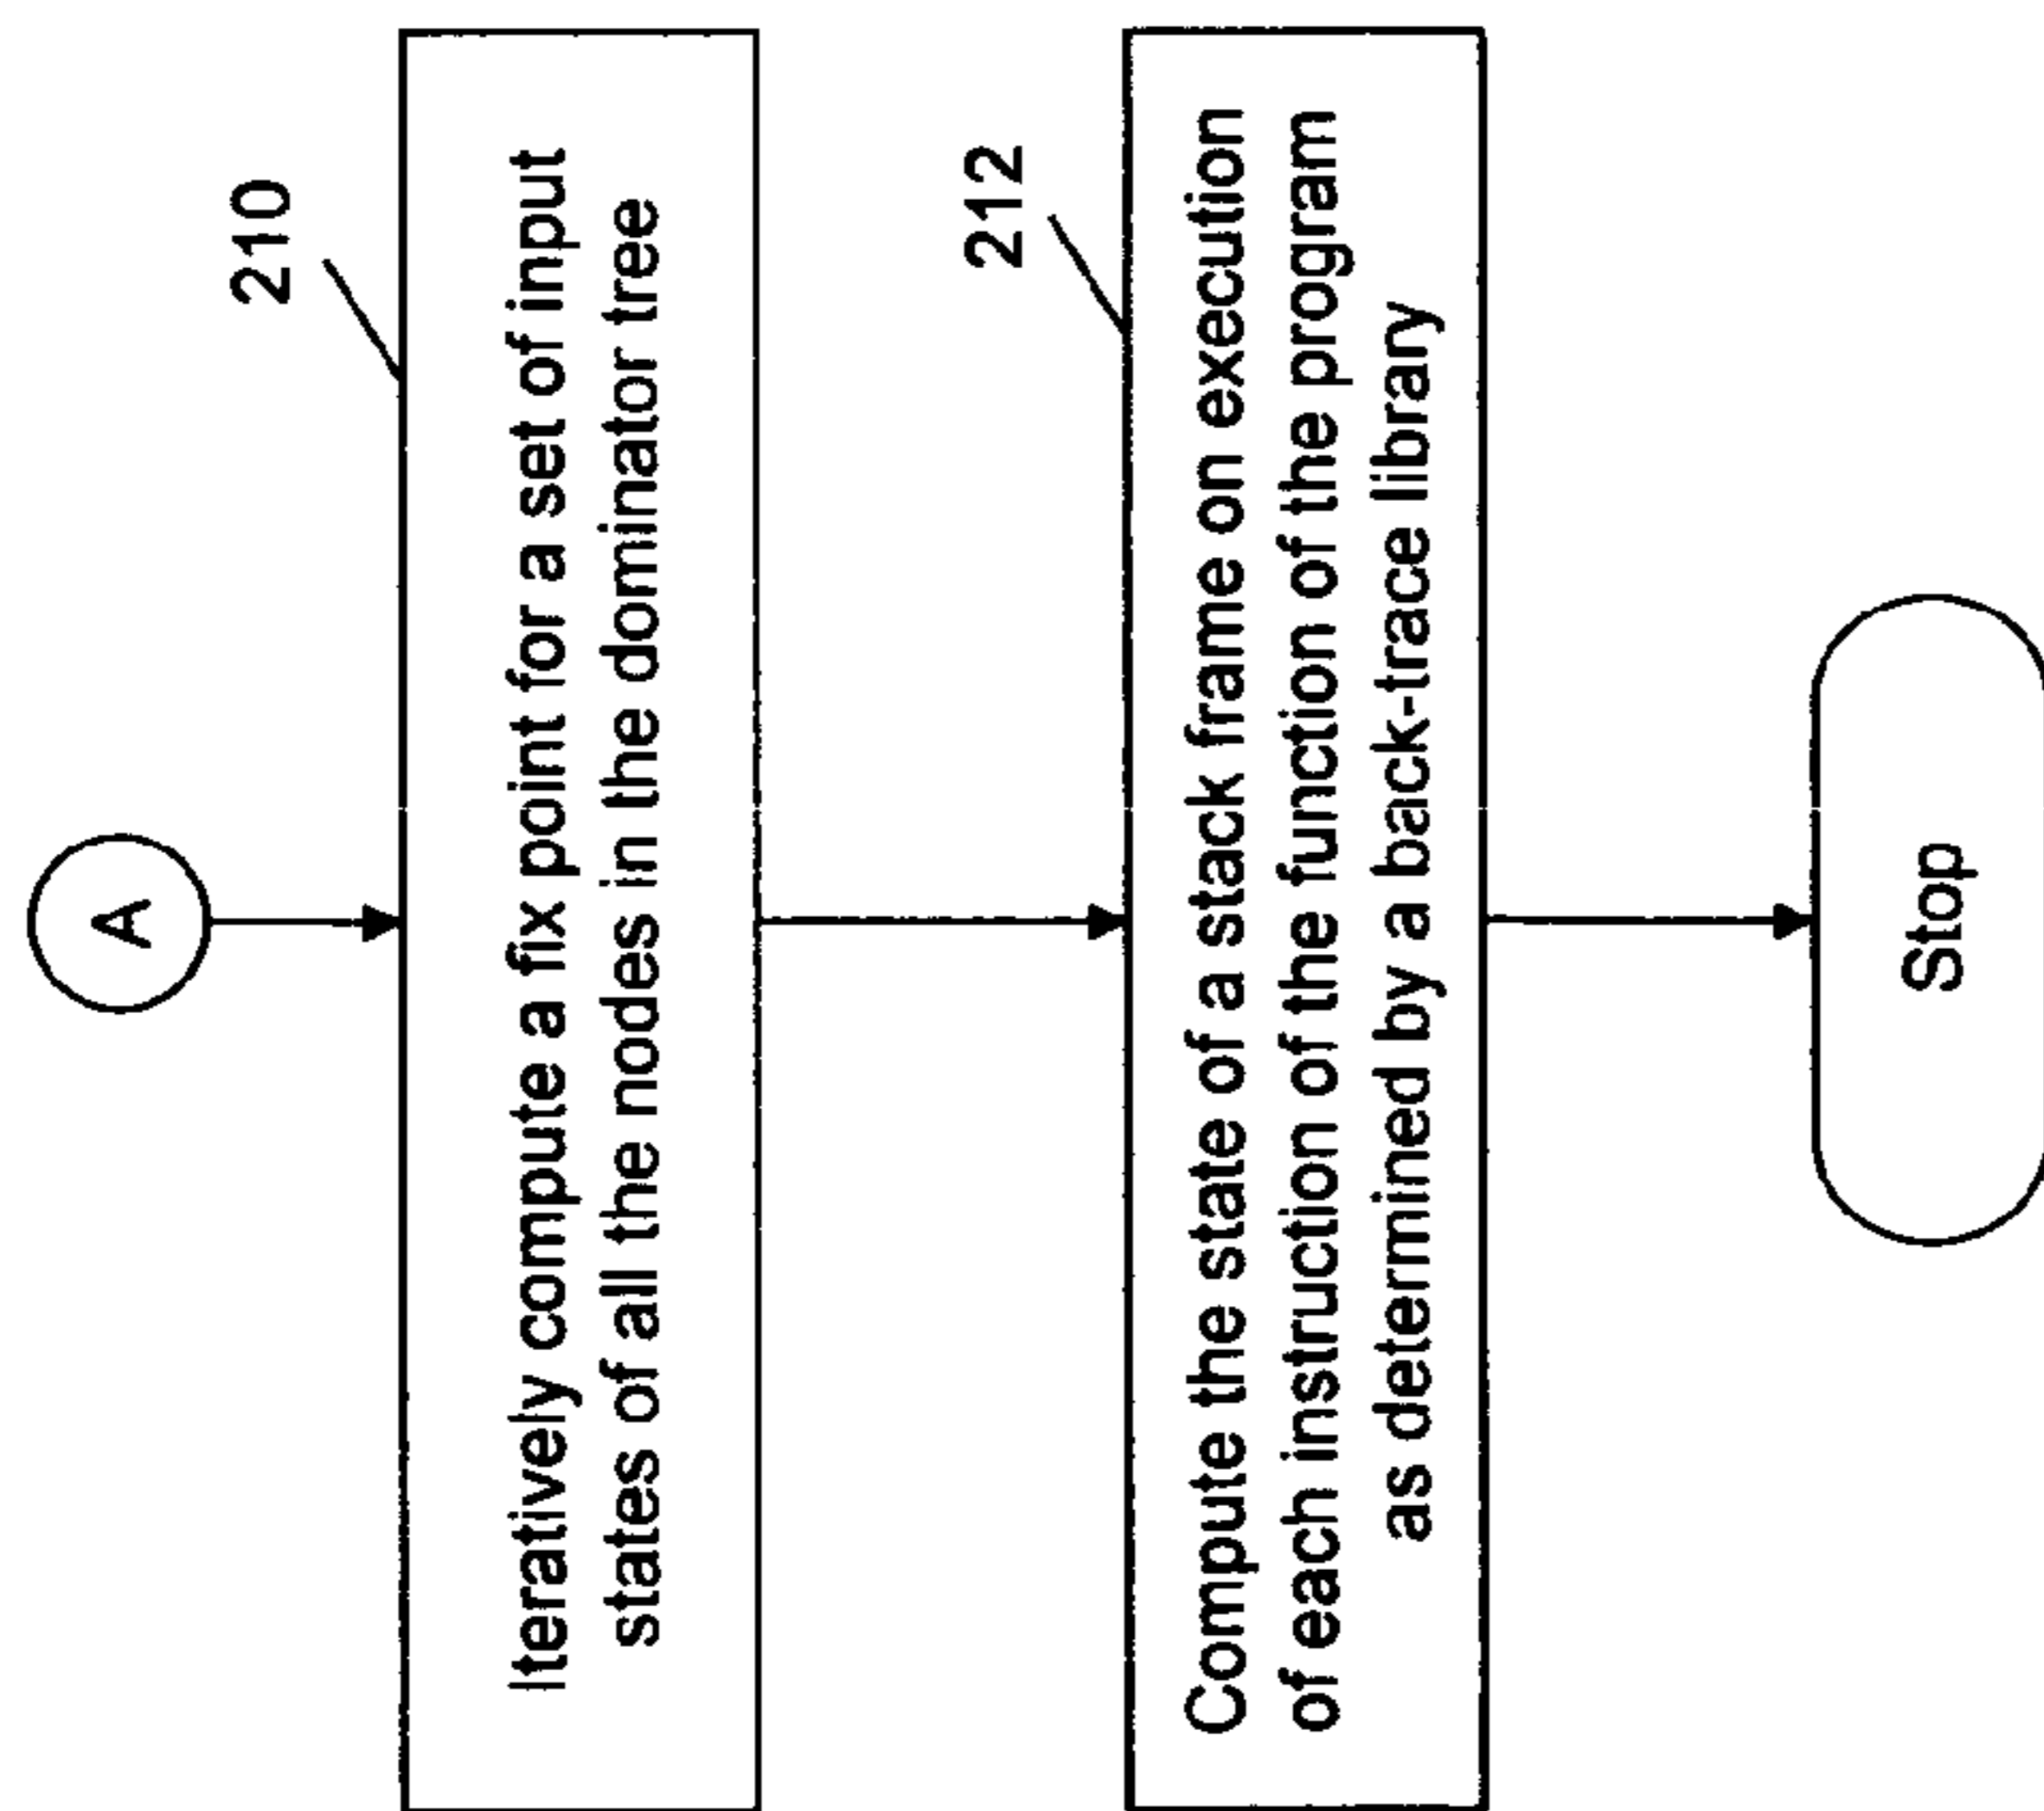 A
210
Iteratively compute a fix point for a set of input
states of all the nodes in the dominator tree
212
Compute the state of a stack frame on execution
of each instruction of the function of the program
as determined by a back-trace library
Stop